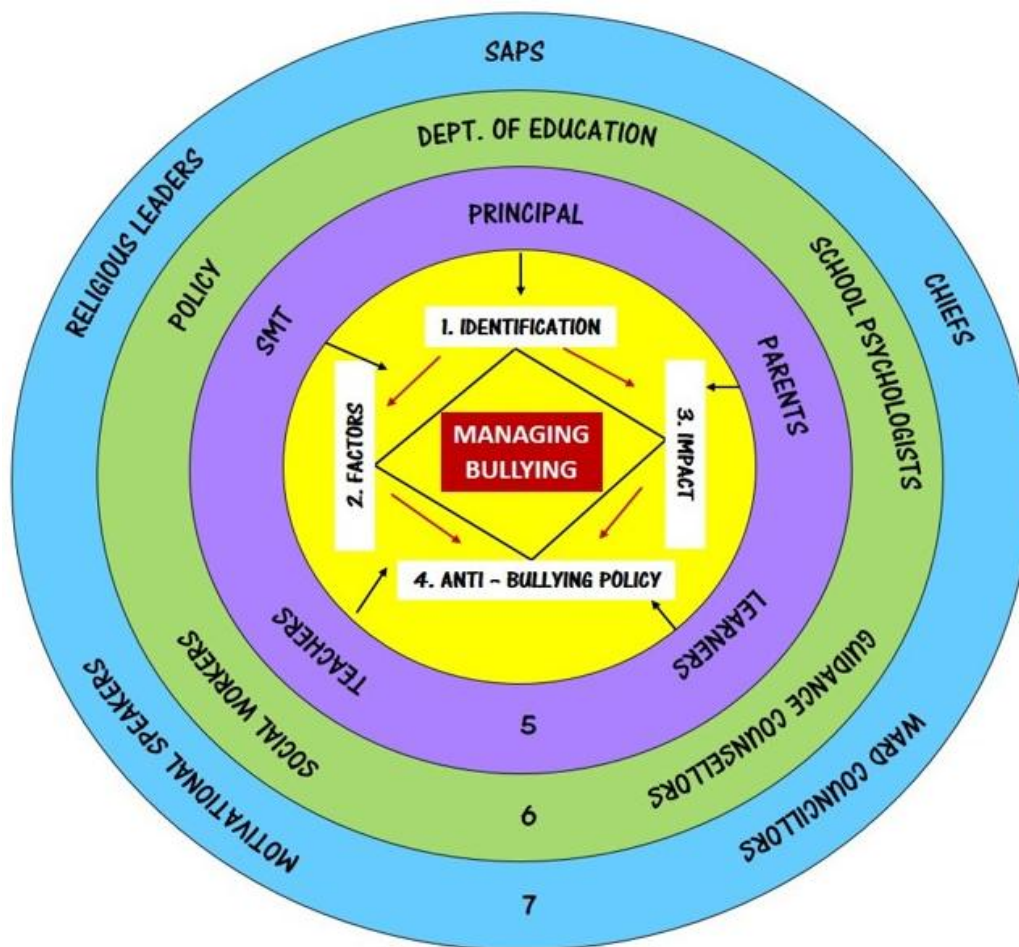 SAPS
RELIGIOUS LEADERS
CHIEFS
MOTIVATIONAL SPEAKERS
WARD COUNCILLORS
7
DEPT. OF EDUCATION
POLICY
SCHOOL PSYCHOLOGISTS
SOCIAL WORKERS
GUIDANCE COUNSELLORS
6
PRINCIPAL
SMT
PARENTS
TEACHERS
LEARNERS
5
1. IDENTIFICATION
2. FACTORS
3. IMPACT
MANAGING
BULLYING
4. ANTI - BULLYING POLICY